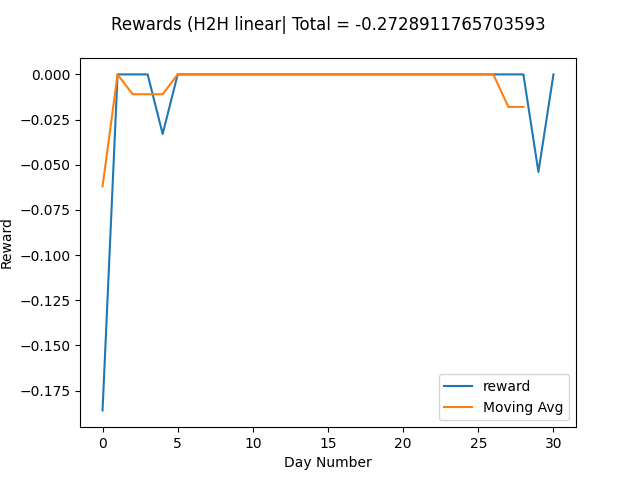 Rewards (H2H linear| Total = -0.2728911765703593
0.000
−0.025
−0.050
−0.075
−0.100
−0.125
−0.150
−0.175
Reward
0 5 10 15 20 25 30
Day Number
reward
Moving Avg